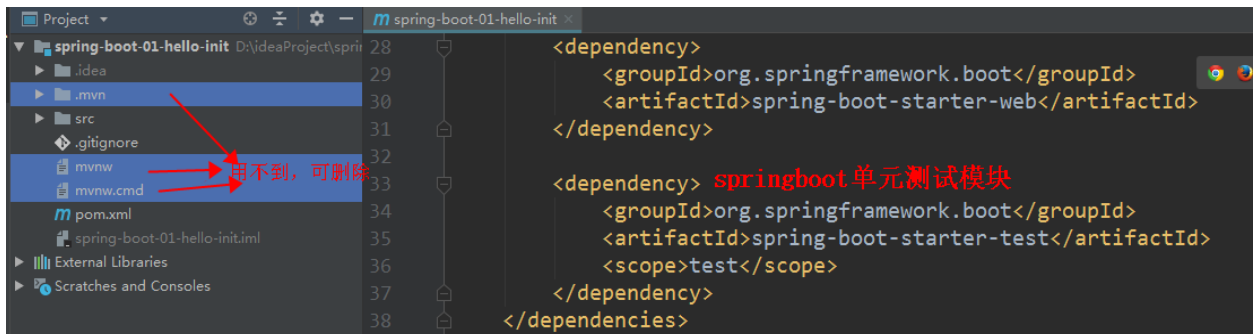 Project
spring-boot-01-hello-init
spring-boot-01-hello-init D:\ideaProject\sprin
.idea
.mvn
src
.gitignore
mvnw
mvnw.cmd
用不到，可删除
pom.xml
spring-boot-01-hello-init.iml
External Libraries
Scratches and Consoles
28 <dependency>
29 <groupId>org.springframework.boot</groupId>
30 <artifactId>spring-boot-starter-web</artifactId>
31 </dependency>
32
33 <dependency> springboot单元测试模块
34 <groupId>org.springframework.boot</groupId>
35 <artifactId>spring-boot-starter-test</artifactId>
36 <scope>test</scope>
37 </dependency>
38 </dependencies>